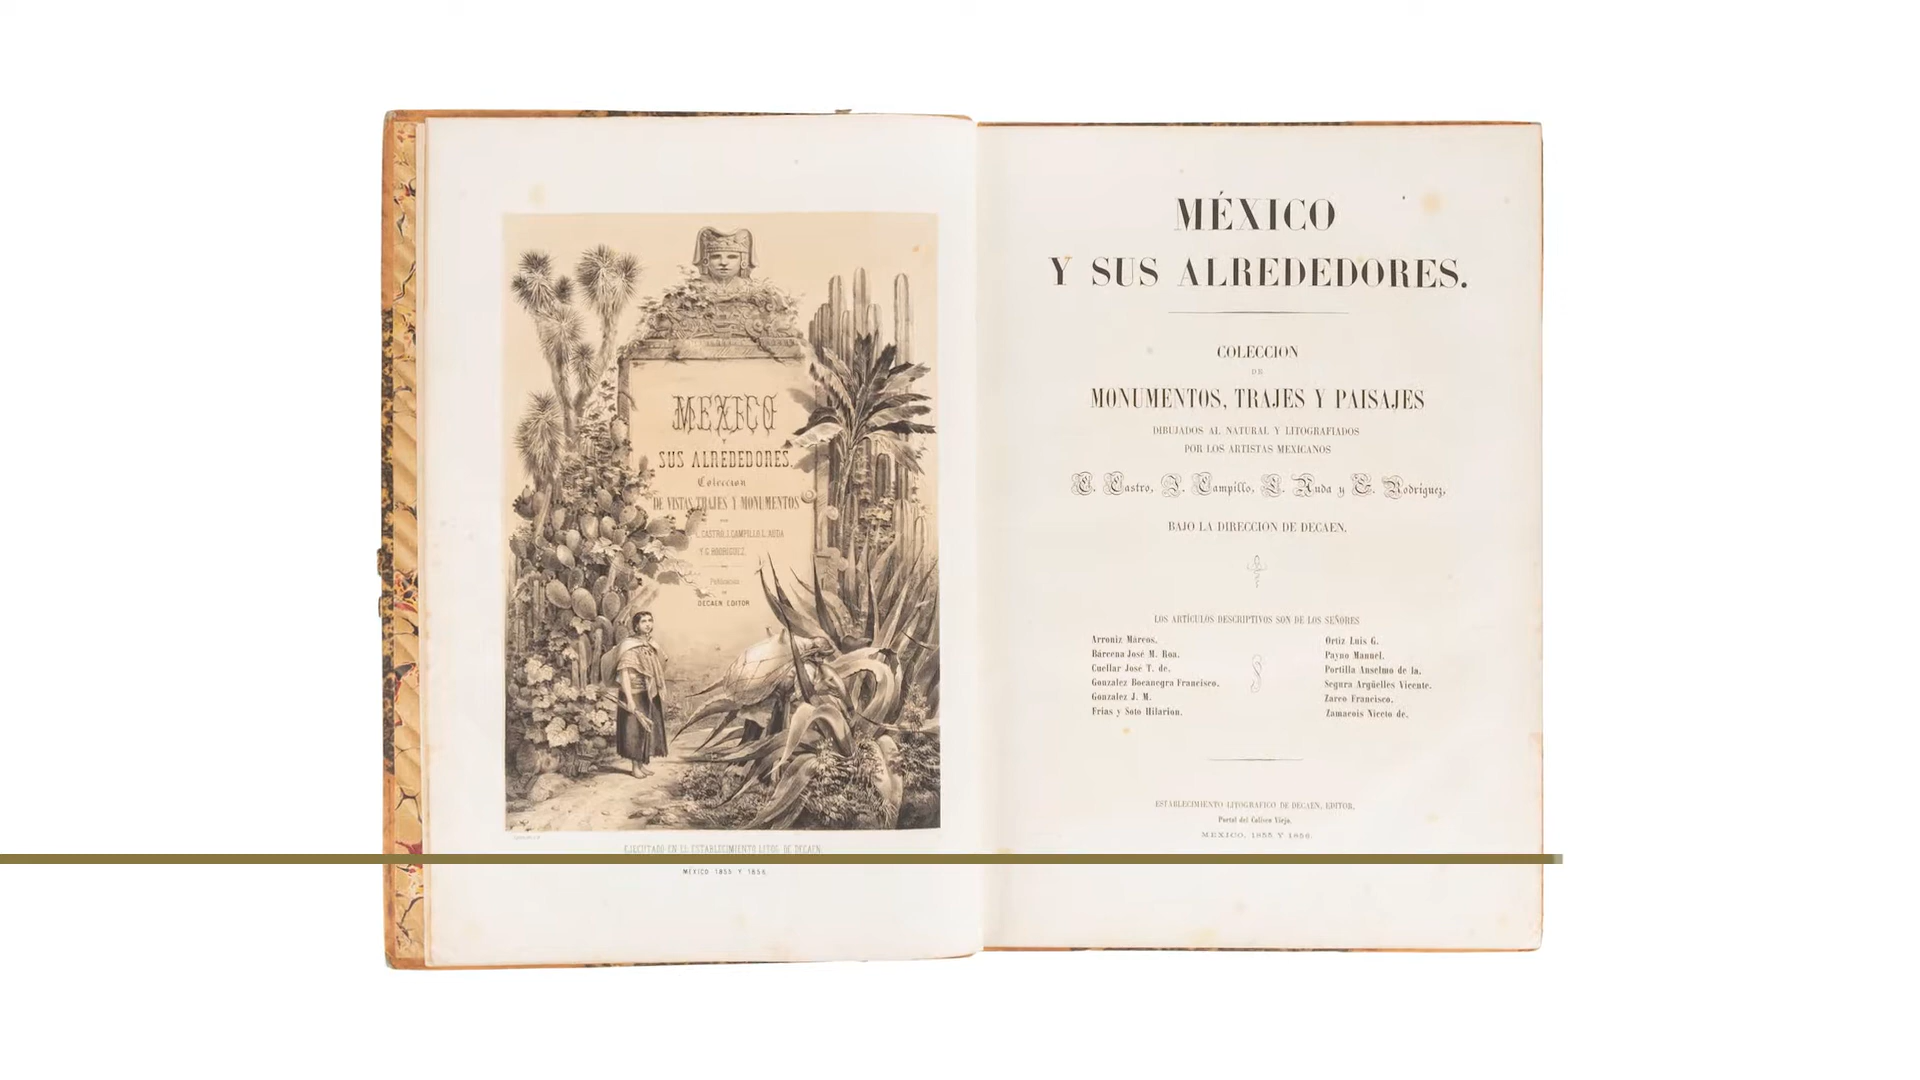 MEXICO
Y
SUS ALREDEDORES.
Coleccion
DE VISTAS TRAJES Y MONUMENTOS
POR
C. CASTRO, J. CAMPILLO, L. AUDA
Y G. RODRIGUEZ.
Publicacion
DE
DECAEN EDITOR
EJECUTADO EN EL ESTABLECIMIENTO LITOG. DE DECAEN.
MEXICO 1855 Y 1856.
MÉXICO
Y SUS ALREDEDORES.
COLECCION
DE
MONUMENTOS, TRAJES Y PAISAJES
DIBUJADOS AL NATURAL Y LITOGRAFIADOS
POR LOS ARTISTAS MEXICANOS
C. Castro, J. Campillo, L. Auda y G. Rodriguez,
BAJO LA DIRECCION DE DECAEN.
LOS ARTÍCULOS DESCRIPTIVOS SON DE LOS SEÑORES
Arroniz Márcos.
Bárcena José M. Roa.
Cuellar José T. de.
Gonzalez Bocanegra Francisco.
Gonzalez J. M.
Frias y Soto Hilarion.
Ortiz Luis G.
Payno Manuel.
Portilla Anselmo de la.
Segura Argüelles Vicente.
Zarco Francisco.
Zamacois Niceto de.
ESTABLECIMIENTO LITOGRAFICO DE DECAEN, EDITOR,
Portal del Coliseo Viejo.
MEXICO, 1855 Y 1856.